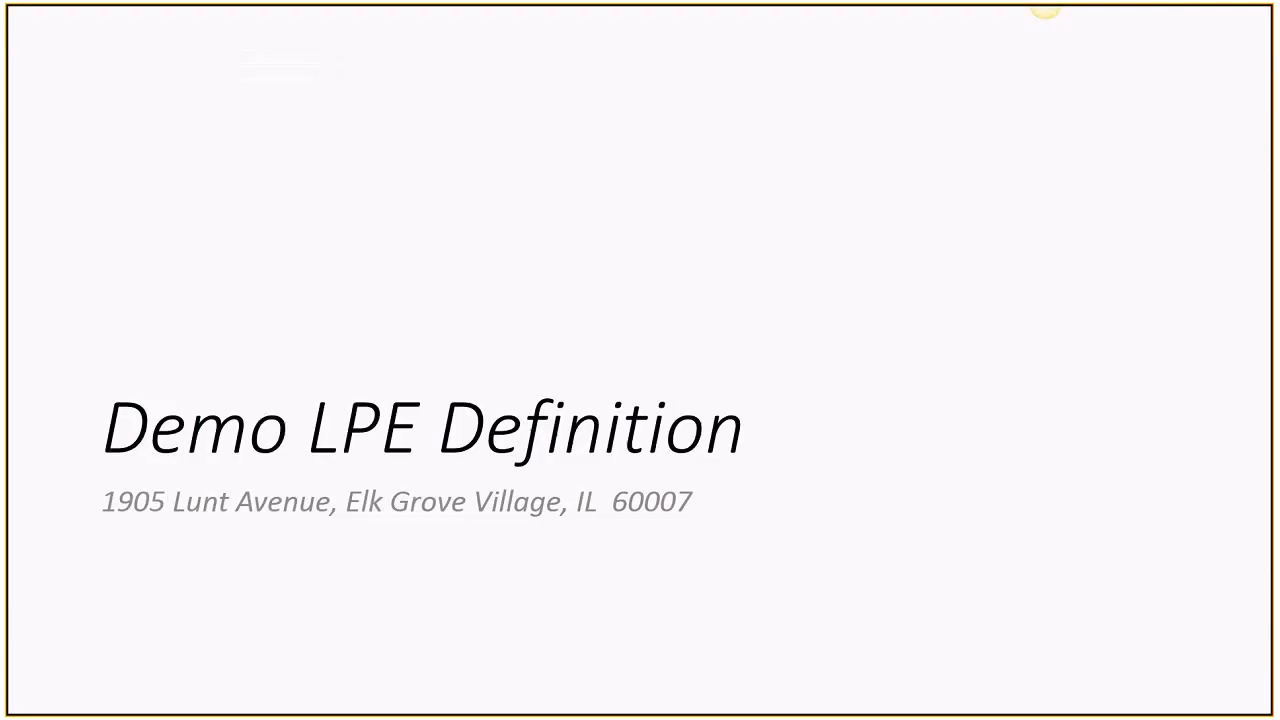 Demo LPE Definition
1905 Lunt Avenue, Elk Grove Village, IL  60007